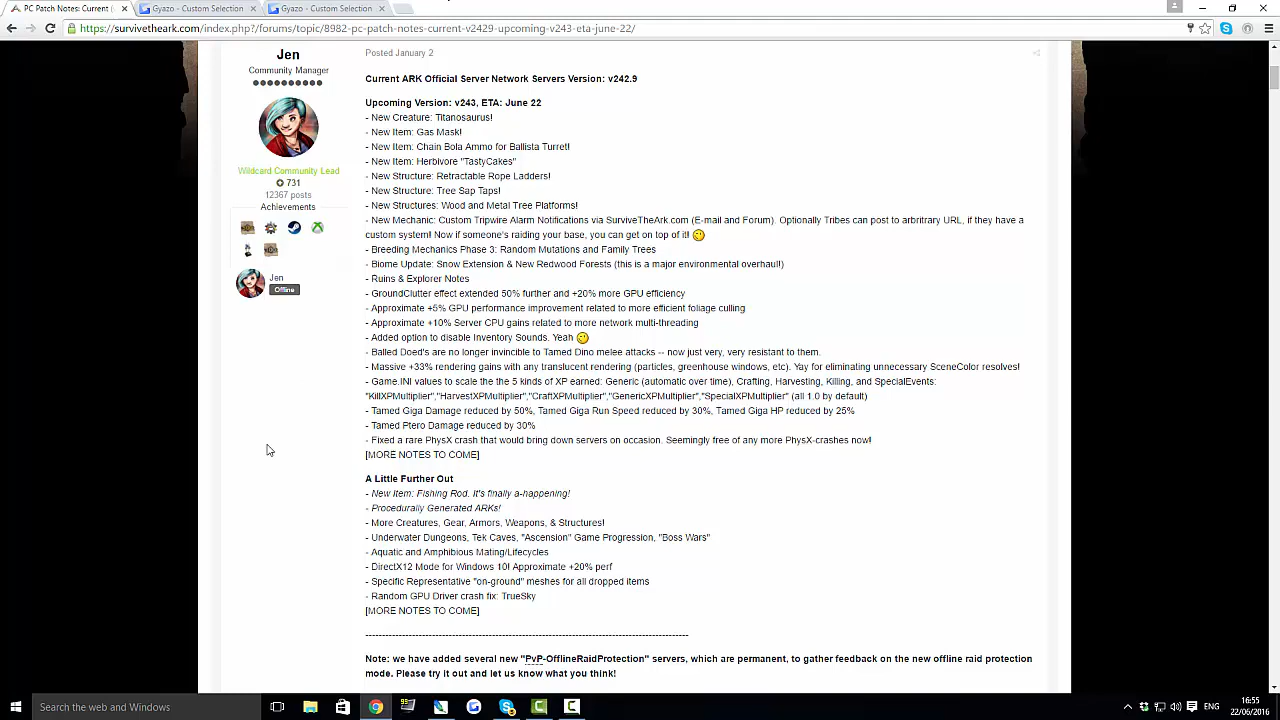 PC Patch Notes: Current (
Gyazo - Custom Selection
Gyazo - Custom Selection
https://survivetheark.com/index.php?/forums/topic/8982-pc-patch-notes-current-v2429-upcoming-v243-eta-june-22/
Jen
Community Manager
Wildcard Community Lead
731
12367 posts
Achievements
Jen
Offline
Posted January 2
Current ARK Official Server Network Servers Version: v242.9
Upcoming Version: v243, ETA: June 22
- New Creature: Titanosaurus!
- New Item: Gas Mask!
- New Item: Chain Bola Ammo for Ballista Turret!
- New Item: Herbivore "TastyCakes"
- New Structure: Retractable Rope Ladders!
- New Structure: Tree Sap Taps!
- New Structures: Wood and Metal Tree Platforms!
- New Mechanic: Custom Tripwire Alarm Notifications via SurviveTheArk.com (E-mail and Forum). Optionally Tribes can post to arbritrary URL, if they have a
custom system! Now if someone's raiding your base, you can get on top of it!
- Breeding Mechanics Phase 3: Random Mutations and Family Trees
- Biome Update: Snow Extension & New Redwood Forests (this is a major environmental overhaul!)
- Ruins & Explorer Notes
- GroundClutter effect extended 50% further and +20% more GPU efficiency
- Approximate +5% GPU performance improvement related to more efficient foliage culling
- Approximate +10% Server CPU gains related to more network multi-threading
- Added option to disable Inventory Sounds. Yeah
- Balled Doed's are no longer invincible to Tamed Dino melee attacks -- now just very, very resistant to them.
- Massive +33% rendering gains with any translucent rendering (particles, greenhouse windows, etc). Yay for eliminating unnecessary SceneColor resolves!
- Game.INI values to scale the the 5 kinds of XP earned: Generic (automatic over time), Crafting, Harvesting, Killing, and SpecialEvents:
"KillXPMultiplier","HarvestXPMultiplier","CraftXPMultiplier","GenericXPMultiplier","SpecialXPMultiplier" (all 1.0 by default)
- Tamed Giga Damage reduced by 50%, Tamed Giga Run Speed reduced by 30%, Tamed Giga HP reduced by 25%
- Tamed Ptero Damage reduced by 30%
- Fixed a rare PhysX crash that would bring down servers on occasion. Seemingly free of any more PhysX-crashes now!
[MORE NOTES TO COME]
A Little Further Out
- New Item: Fishing Rod. It's finally a-happening!
- Procedurally Generated ARKs!
- More Creatures, Gear, Armors, Weapons, & Structures!
- Underwater Dungeons, Tek Caves, "Ascension" Game Progression, "Boss Wars"
- Aquatic and Amphibious Mating/Lifecycles
- DirectX12 Mode for Windows 10! Approximate +20% perf
- Specific Representative "on-ground" meshes for all dropped items
- Random GPU Driver crash fix: TrueSky
[MORE NOTES TO COME]
--------------------------------------------------------------------------------------------
Note: we have added several new "PvP-OfflineRaidProtection" servers, which are permanent, to gather feedback on the new offline raid protection
mode. Please try it out and let us know what you think!
Search the web and Windows
ENG
16:55
22/06/2016